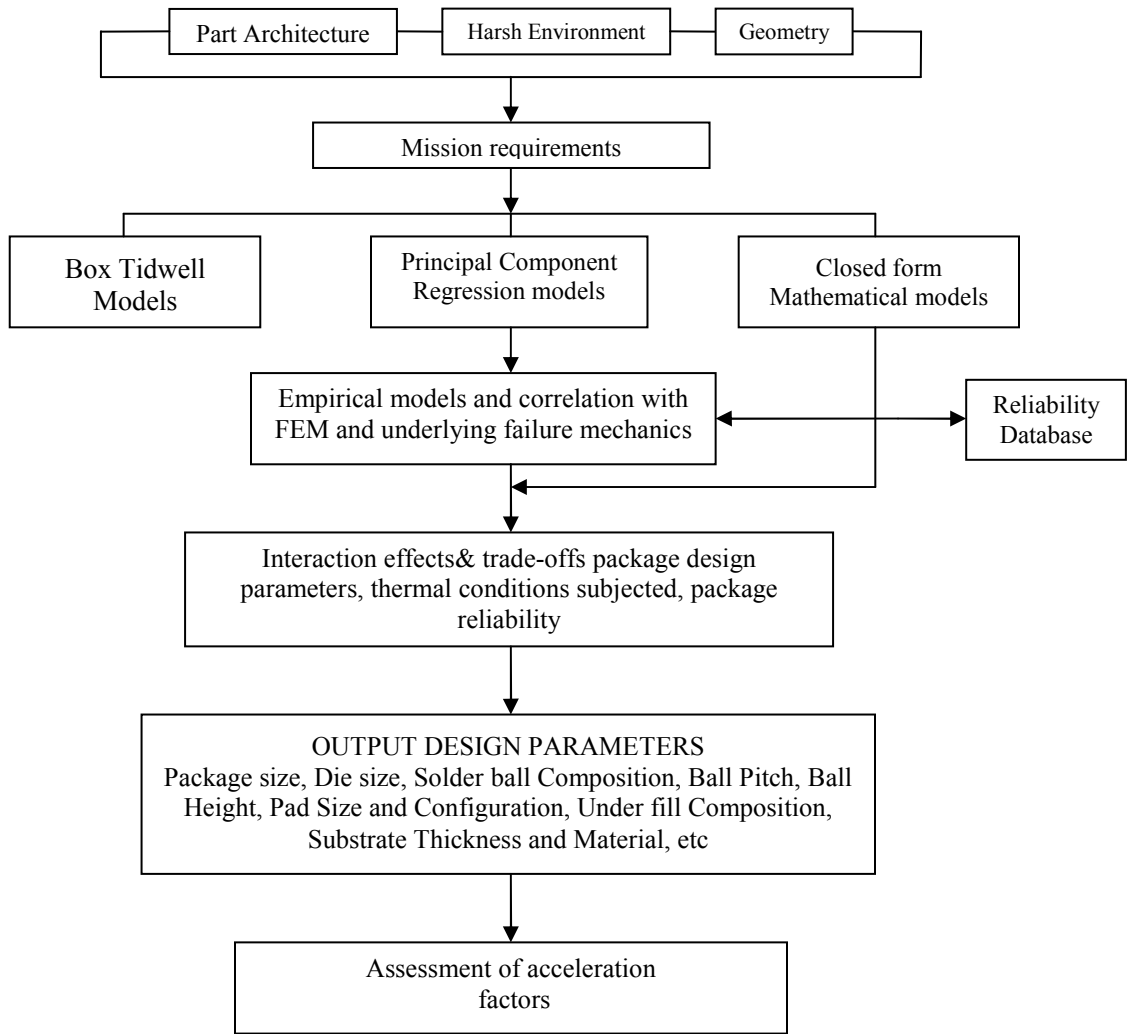 Part Architecture
Harsh Environment
Geometry
Mission requirements
Box Tidwell
Models
Principal Component
Regression models
Closed form
Mathematical models
Empirical models and correlation with
FEM and underlying failure mechanics
Reliability
Database
Interaction effects& trade-offs package design
parameters, thermal conditions subjected, package
reliability
OUTPUT DESIGN PARAMETERS
Package size, Die size, Solder ball Composition, Ball Pitch, Ball
Height, Pad Size and Configuration, Under fill Composition,
Substrate Thickness and Material, etc
Assessment of acceleration
factors